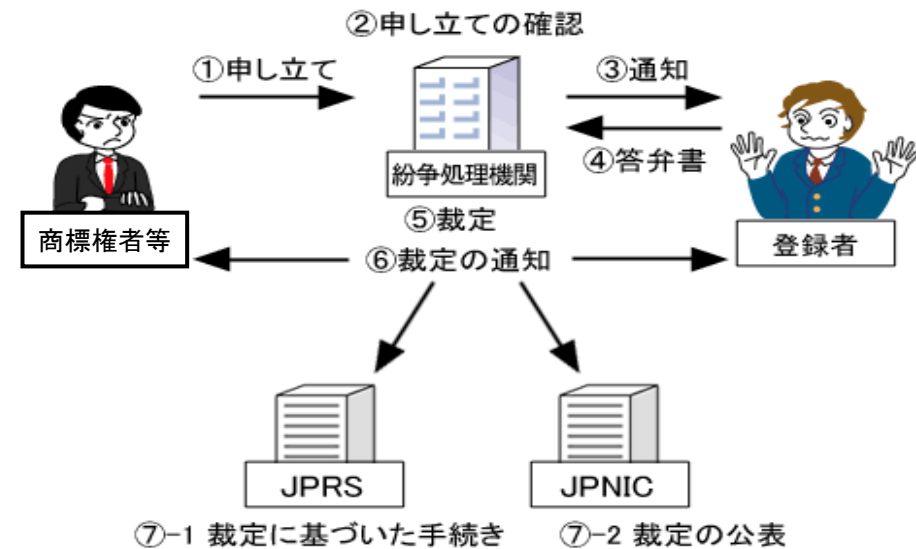 ②申し立ての確認
①申し立て
③通知
④答弁書
紛争処理機関
⑤裁定
商標権者等
登録者
⑥裁定の通知
JPRS
JPNIC
⑦-1 裁定に基づいた手続き
⑦-2 裁定の公表